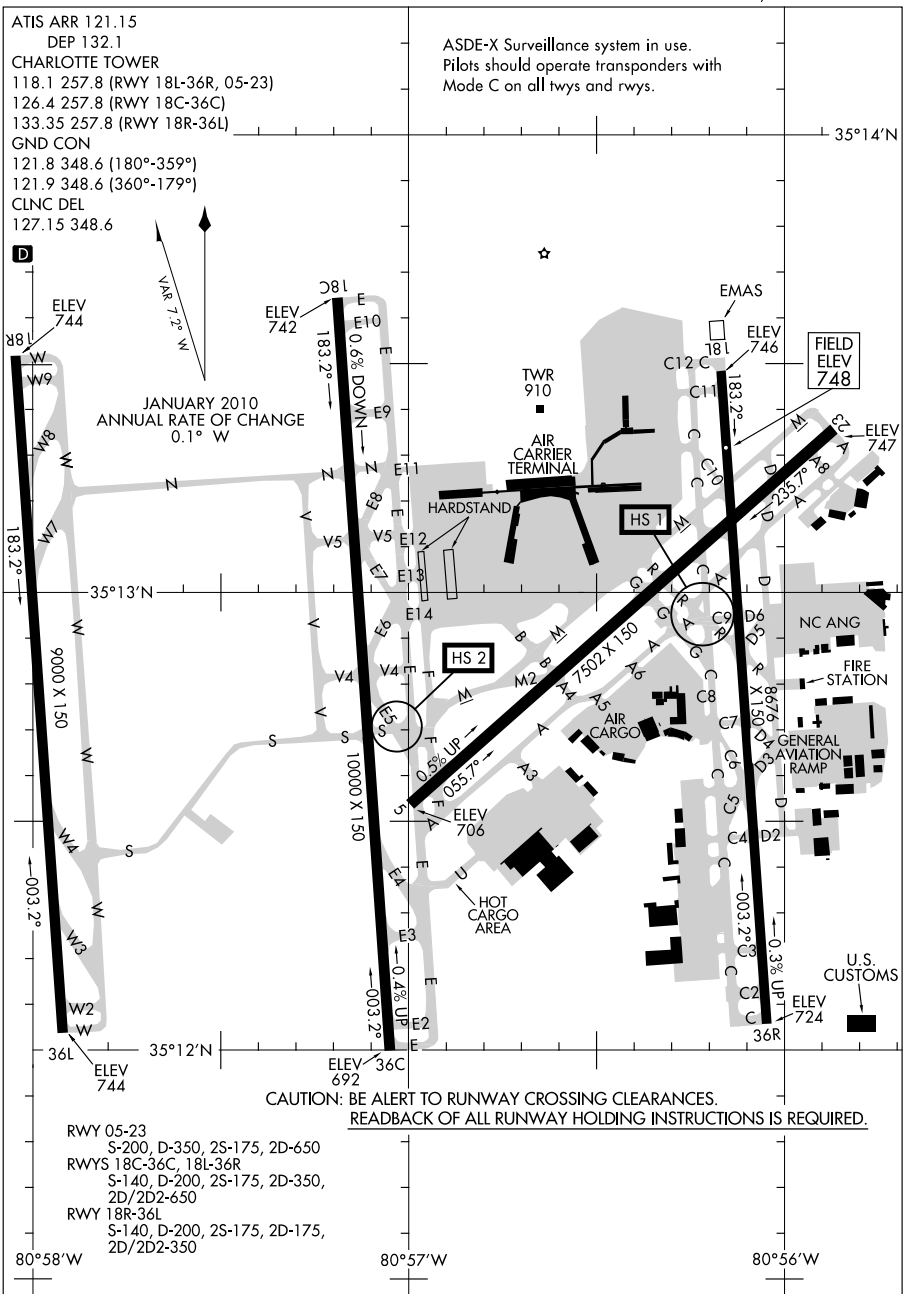 ATIS ARR 121.15
DEP 132.1
CHARLOTTE TOWER
118.1 257.8 (RWY 18L-36R, 05-23)
126.4 257.8 (RWY 18C-36C)
133.35 257.8 (RWY 18R-36L)
GND CON
121.8 348.6 (180°-359°)
121.9 348.6 (360°-179°)
CLNC DEL
127.15 348.6
D
ASDE-X Surveillance system in use.
Pilots should operate transponders with
Mode C on all twys and rwys.
35°14'N
VAR 7.2° W
JANUARY 2010
ANNUAL RATE OF CHANGE
0.1° W
ELEV
744
18R
W
W9
W8
W
W7
183.2°
9000 X 150
W
W
W4
W
W3
003.2°
W2
W
36L
ELEV
744
18C
E
ELEV
742
E10
183.2°
0.6% DOWN
E
E9
N
N
N
E11
E8
E
V
V5
V5
E12
E7
E13
E14
E6
V4
V4
E
F
V
E5
S
S
S
S
HS 2
F
M
10000 X 150
E4
E
U
E3
0.4% UP
E
003.2°
E2
E
36C
ELEV
692
HARDSTAND
TWR
910
AIR
CARRIER
TERMINAL
EMAS
18L
ELEV
746
FIELD
ELEV
748
C12 C
C11
183.2°
C
C
C10
C
C
M
23
ELEV
747
A
A8
235.7°
D
D
A
D
HS 1
M
R
G
R
G
G
A
R
C
A
C
C9
D6
D5
R
D
NC ANG
FIRE
STATION
35°13'N
B
B
M
M2
7502 X 150
A4
A5
A6
A
A
A3
AIR
CARGO
C
C8
C7
C6
C
C5
8676
X 150
D4
D3
D
GENERAL
AVIATION
RAMP
0.5% UP
055.7°
5
F
A
ELEV
706
C4
D2
C
HOT
CARGO
AREA
003.2°
0.3% UP
C3
C
C2
C
36R
ELEV
724
U.S.
CUSTOMS
35°12'N
CAUTION: BE ALERT TO RUNWAY CROSSING CLEARANCES.
READBACK OF ALL RUNWAY HOLDING INSTRUCTIONS IS REQUIRED.
RWY 05-23
S-200, D-350, 2S-175, 2D-650
RWYS 18C-36C, 18L-36R
S-140, D-200, 2S-175, 2D-350,
2D/2D2-650
RWY 18R-36L
S-140, D-200, 2S-175, 2D-175,
2D/2D2-350
80°58'W
80°57'W
80°56'W